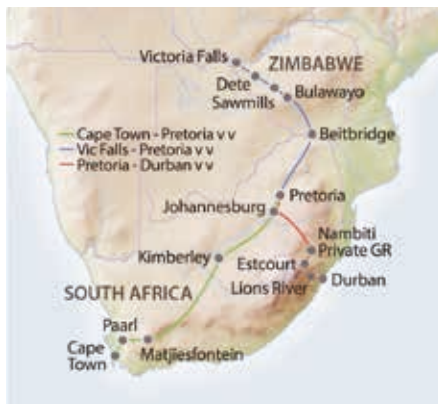 Victoria Falls
ZIMBABWE
Dete
Sawmills
Bulawayo
Cape Town - Pretoria v v
Vic Falls - Pretoria v v
Pretoria - Durban v v
Beitbridge
Pretoria
Johannesburg
Nambiti
Private GR
Kimberley
Estcourt
Lions River
Durban
SOUTH AFRICA
Paarl
Cape
Town
Matjiesfontein